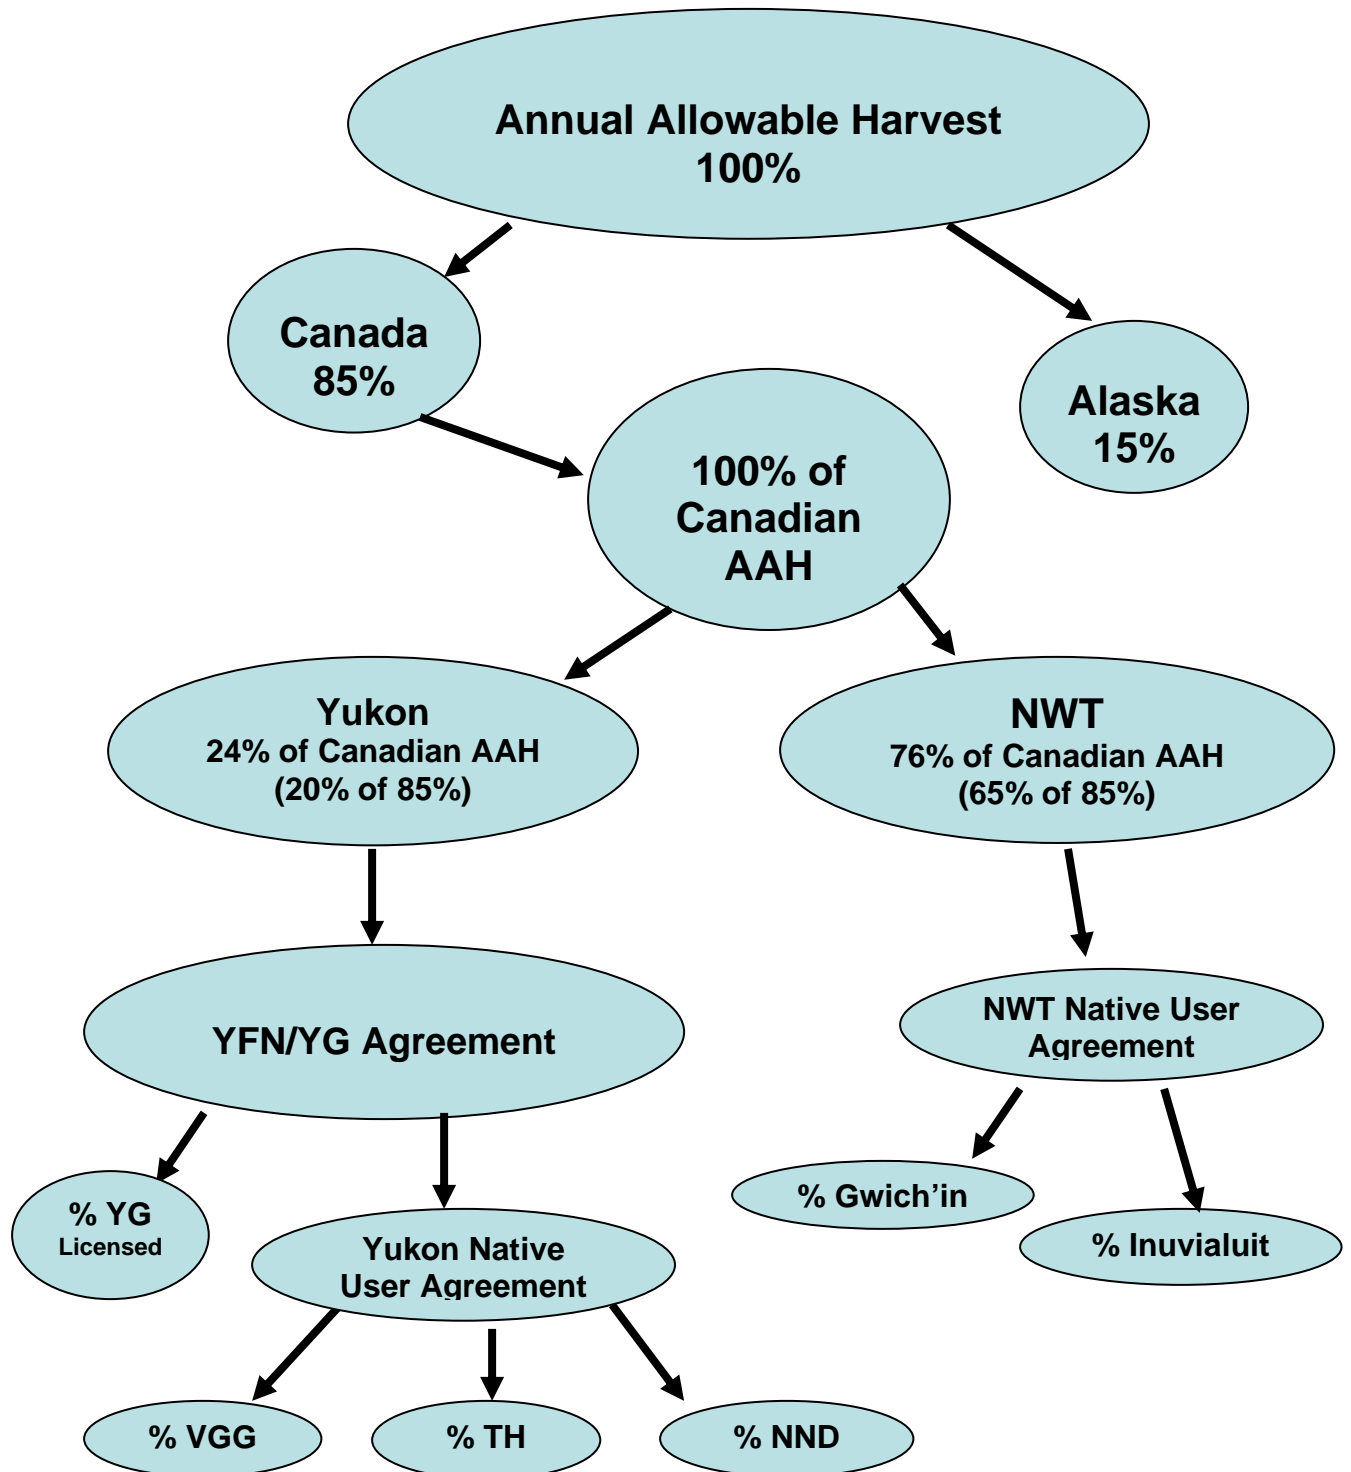 Annual Allowable Harvest
100%
Canada
85%
Alaska
15%
100% of
Canadian
AAH
Yukon
24% of Canadian AAH
(20% of 85%)
NWT
76% of Canadian AAH
(65% of 85%)
YFN/YG Agreement
NWT Native User
Agreement
% YG
Licensed
Yukon Native
User Agreement
% Gwich’in
% Inuvialuit
% VGG
% TH
% NND